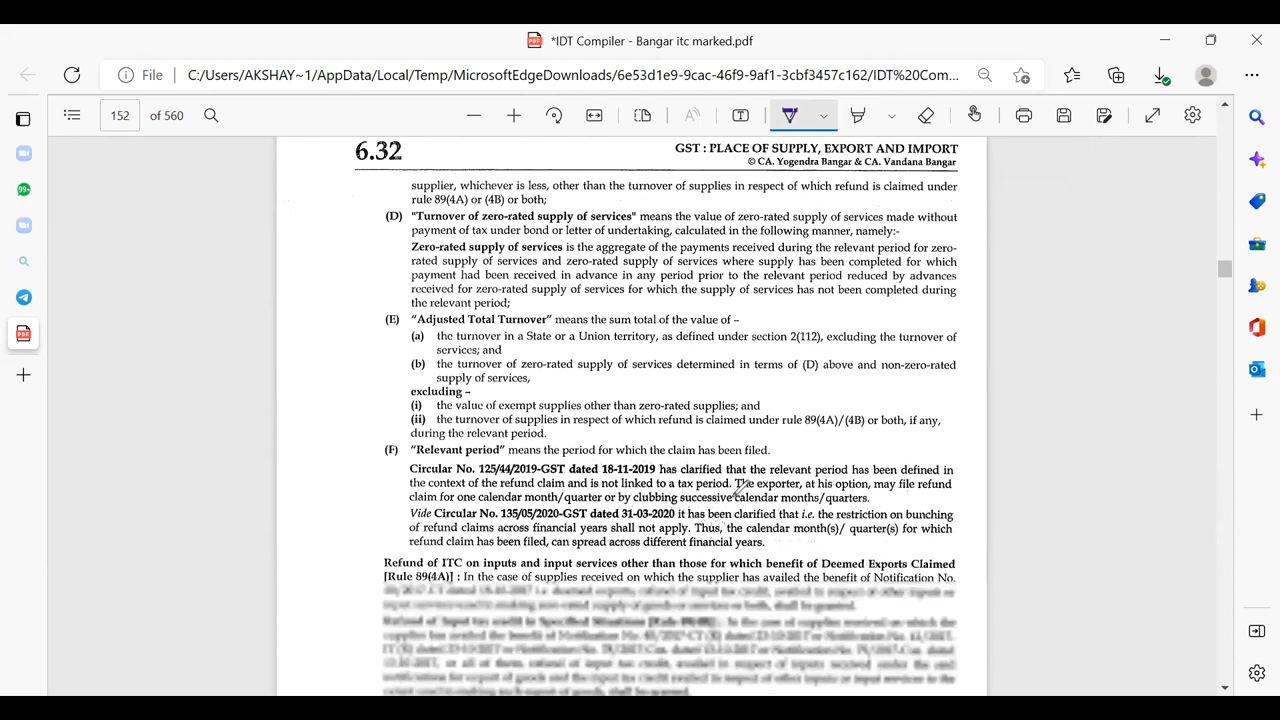 *IDT Compiler - Bangar itc marked.pdf
File C:/Users/AKSHAY~1/AppData/Local/Temp/MicrosoftEdgeDownloads/6e53d1e9-9cac-46f9-9af1-3cbf3457c162/IDT%20Com...
152 of 560
99+
6.32 GST : PLACE OF SUPPLY, EXPORT AND IMPORT
© CA. Yogendra Bangar & CA. Vandana Bangar
supplier, whichever is less, other than the turnover of supplies in respect of which refund is claimed under
rule 89(4A) or (4B) or both;
(D) "Turnover of zero-rated supply of services" means the value of zero-rated supply of services made without
payment of tax under bond or letter of undertaking, calculated in the following manner, namely:-
Zero-rated supply of services is the aggregate of the payments received during the relevant period for zero-
rated supply of services and zero-rated supply of services where supply has been completed for which
payment had been received in advance in any period prior to the relevant period reduced by advances
received for zero-rated supply of services for which the supply of services has not been completed during
the relevant period;
(E) "Adjusted Total Turnover" means the sum total of the value of –
(a) the turnover in a State or a Union territory, as defined under section 2(112), excluding the turnover of
services; and
(b) the turnover of zero-rated supply of services determined in terms of (D) above and non-zero-rated
supply of services,
excluding –
(i) the value of exempt supplies other than zero-rated supplies; and
(ii) the turnover of supplies in respect of which refund is claimed under rule 89(4A)/(4B) or both, if any,
during the relevant period.
(F) "Relevant period" means the period for which the claim has been filed.
Circular No. 125/44/2019-GST dated 18-11-2019 has clarified that the relevant period has been defined in
the context of the refund claim and is not linked to a tax period. The exporter, at his option, may file refund
claim for one calendar month/quarter or by clubbing successive calendar months/quarters.
Vide Circular No. 135/05/2020-GST dated 31-03-2020 it has been clarified that i.e. the restriction on bunching
of refund claims across financial years shall not apply. Thus, the calendar month(s)/ quarter(s) for which
refund claim has been filed, can spread across different financial years.
Refund of ITC on inputs and input services other than those for which benefit of Deemed Exports Claimed
[Rule 89(4A)] : In the case of supplies received on which the supplier has availed the benefit of Notification No.